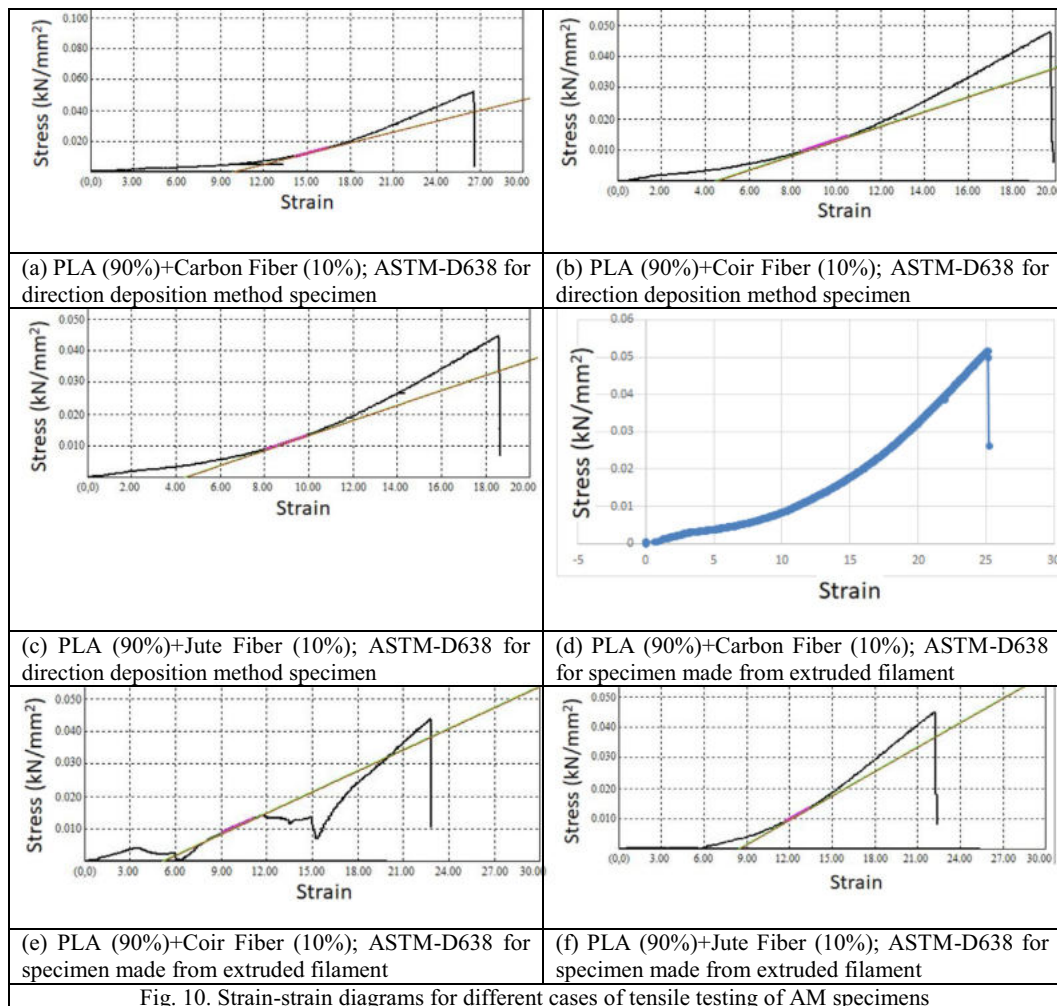 Stress (kN/mm²)
0.100
0.080
0.060
0.040
0.020
(0,0) 3.00 6.00 9.00 12.00 15.00 18.00 21.00 24.00 27.00 30.00
Strain
(a) PLA (90%)+Carbon Fiber (10%); ASTM-D638 for
direction deposition method specimen
Stress (kN/mm²)
0.050
0.040
0.030
0.020
0.010
(0,0) 2.00 4.00 6.00 8.00 10.00 12.00 14.00 16.00 18.00 20.00
Strain
(b) PLA (90%)+Coir Fiber (10%); ASTM-D638 for
direction deposition method specimen
Stress (kN/mm²)
0.050
0.040
0.030
0.020
0.010
(0,0) 2.00 4.00 6.00 8.00 10.00 12.00 14.00 16.00 18.00 20.00
Strain
(c) PLA (90%)+Jute Fiber (10%); ASTM-D638 for
direction deposition method specimen
Stress (kN/mm²)
0.06
0.05
0.04
0.03
0.02
0.01
0
-5 0 5 10 15 20 25 30
Strain
(d) PLA (90%)+Carbon Fiber (10%); ASTM-D638
for specimen made from extruded filament
Stress (kN/mm²)
0.050
0.040
0.030
0.020
0.010
(0,0) 3.00 6.00 9.00 12.00 15.00 18.00 21.00 24.00 27.00 30.00
Strain
(e) PLA (90%)+Coir Fiber (10%); ASTM-D638 for
specimen made from extruded filament
Stress (kN/mm²)
0.050
0.040
0.030
0.020
0.010
(0,0) 3.00 6.00 9.00 12.00 15.00 18.00 21.00 24.00 27.00 30.00
Strain
(f) PLA (90%)+Jute Fiber (10%); ASTM-D638 for
specimen made from extruded filament
Fig. 10. Strain-strain diagrams for different cases of tensile testing of AM specimens